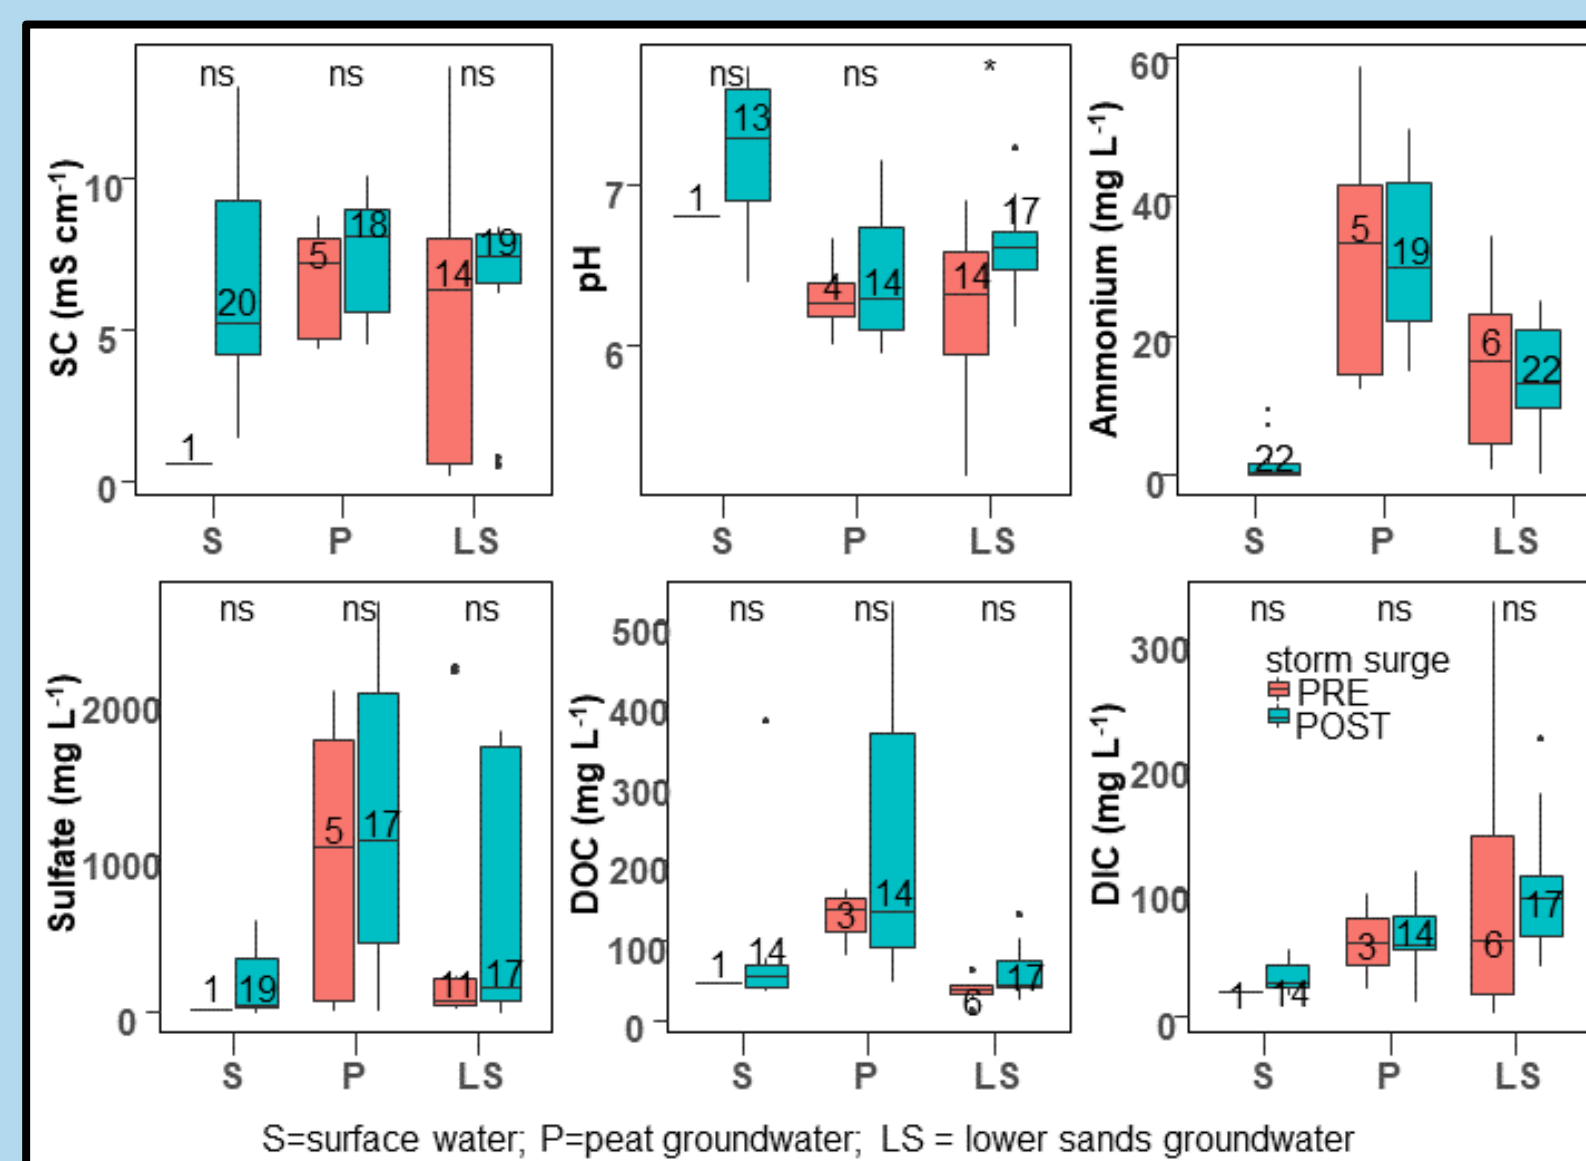 ns ns ns
SC (mS cm-1)
10
5
0
1
20
5
18
14
19
S P LS
ns ns *
pH
7
6
1
13
4
14
14
17
S P LS
Ammonium (mg L-1)
60
40
20
0
22
5
19
6
22
S P LS
ns ns ns
Sulfate (mg L-1)
2000
1000
0
1
19
5
17
11
17
S P LS
ns ns ns
DOC (mg L-1)
500
400
300
200
100
0
1
14
3
14
6
17
S P LS
ns ns ns
DIC (mg L-1)
300
200
100
0
storm surge
PRE
POST
1
14
3
14
6
17
S P LS
S=surface water; P=peat groundwater; LS = lower sands groundwater